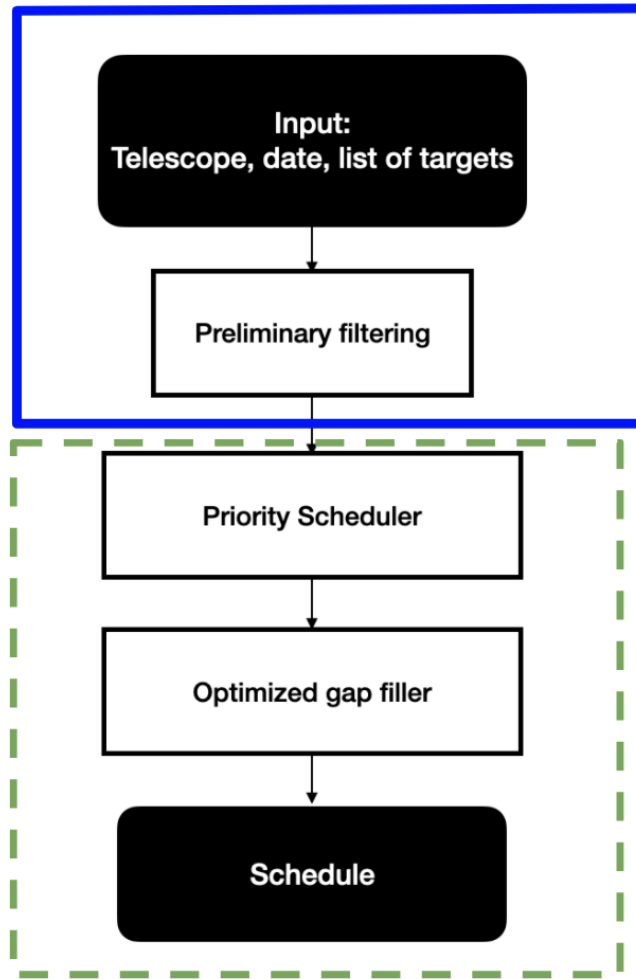 Input:
Telescope, date, list of targets
Preliminary filtering
Priority Scheduler
Optimized gap filler
Schedule